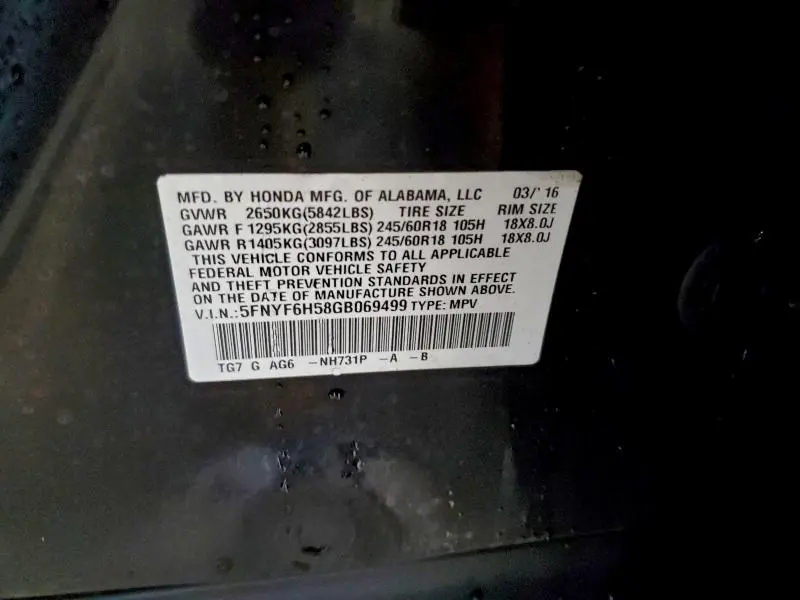 MFD. BY HONDA MFG. OF ALABAMA, LLC 03/'16
GVWR 2650KG(5842LBS) TIRE SIZE RIM SIZE
GAWR F 1295KG(2855LBS) 245/60R18 105H 18X8.0J
GAWR R 1405KG(3097LBS) 245/60R18 105H 18X8.0J
THIS VEHICLE CONFORMS TO ALL APPLICABLE
FEDERAL MOTOR VEHICLE SAFETY
AND THEFT PREVENTION STANDARDS IN EFFECT
ON THE DATE OF MANUFACTURE SHOWN ABOVE.
V.I.N.: 5FNYF6H58GB069499 TYPE: MPV
TG7 G AG6 -NH731P -A -B